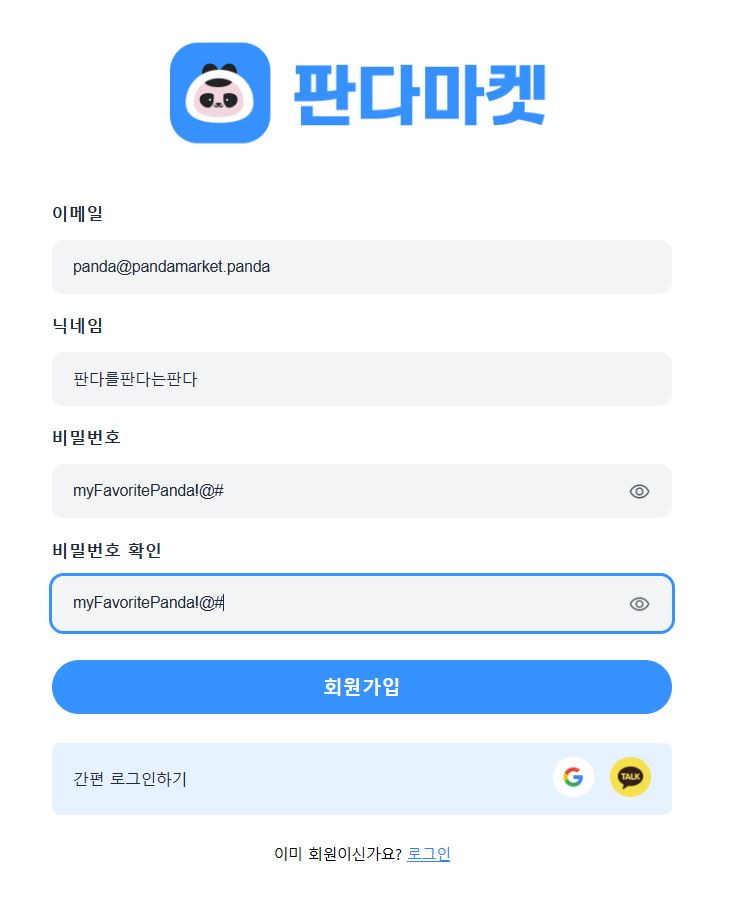 판다마켓
이메일
panda@pandamarket.panda
닉네임
판다를판다는판다
비밀번호
myFavoritePanda!@#
비밀번호 확인
myFavoritePanda!@#
회원가입
간편 로그인하기
G
TALK
이미 회원이신가요? 로그인